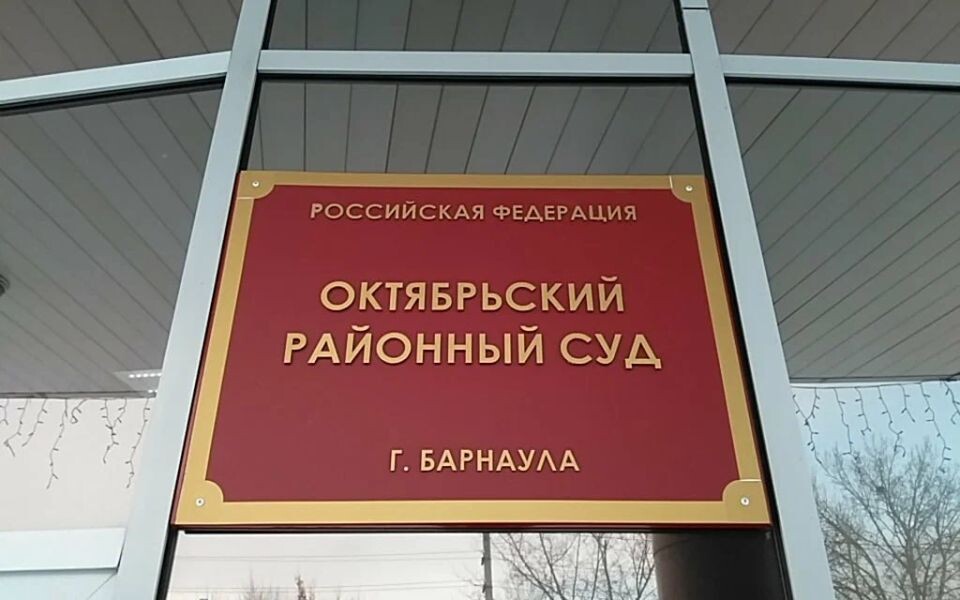 РОССИЙСКАЯ ФЕДЕРАЦИЯ
ОКТЯБРЬСКИЙ
РАЙОННЫЙ СУД
Г. БАРНАУЛА